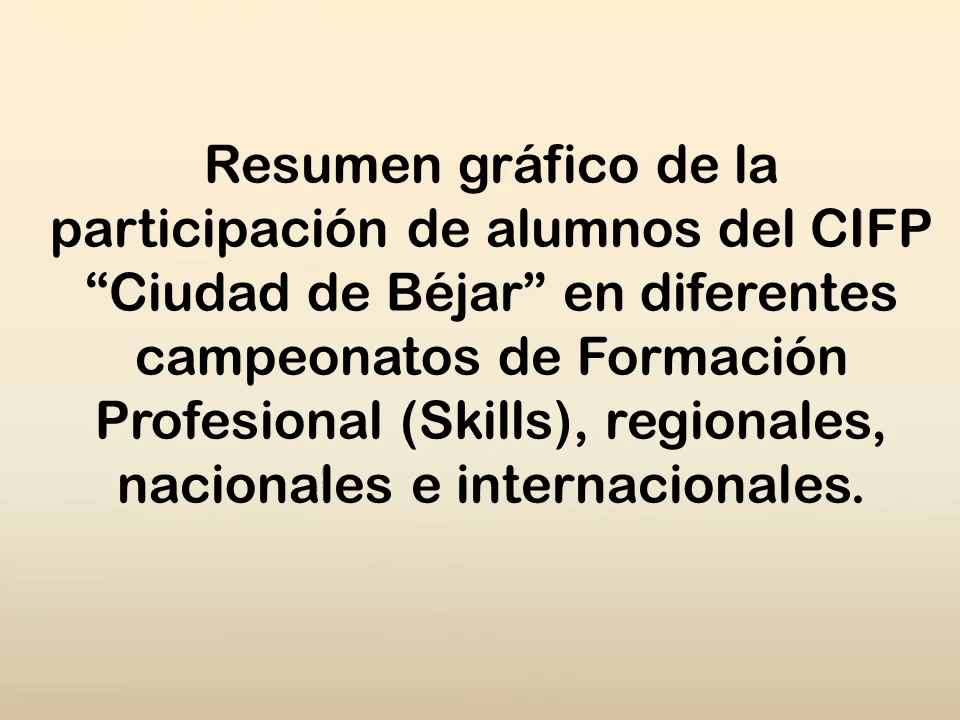 Resumen gráfico de la
participación de alumnos del CIFP
“Ciudad de Béjar” en diferentes
campeonatos de Formación
Profesional (Skills), regionales,
nacionales e internacionales.